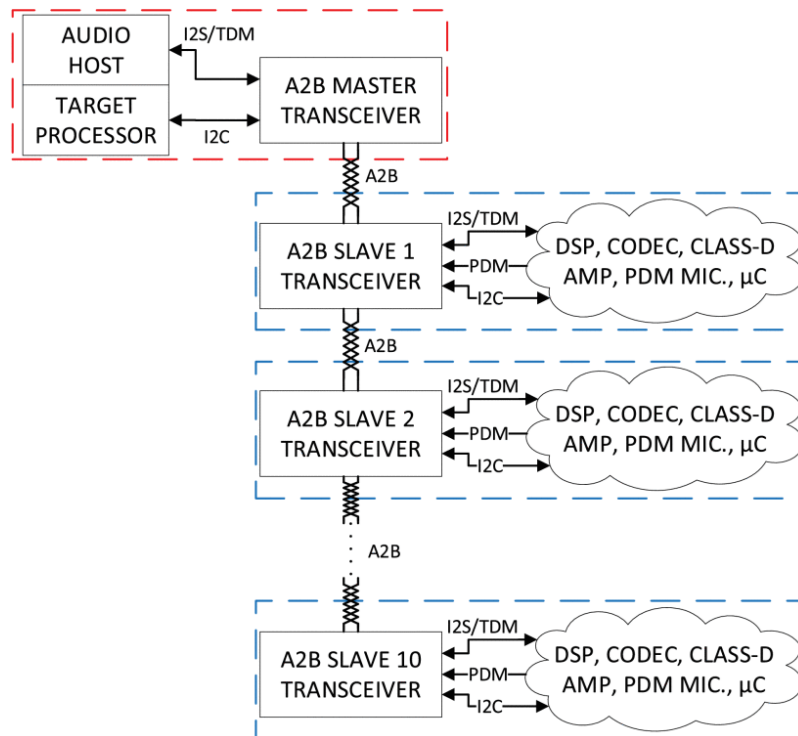 AUDIO
HOST
I2S/TDM
TARGET
PROCESSOR
I2C
A2B MASTER
TRANSCEIVER
A2B
A2B SLAVE 1
TRANSCEIVER
I2S/TDM
PDM
I2C
DSP, CODEC, CLASS-D
AMP, PDM MIC., µC
A2B
A2B SLAVE 2
TRANSCEIVER
I2S/TDM
PDM
I2C
DSP, CODEC, CLASS-D
AMP, PDM MIC., µC
A2B
A2B SLAVE 10
TRANSCEIVER
I2S/TDM
PDM
I2C
DSP, CODEC, CLASS-D
AMP, PDM MIC., µC